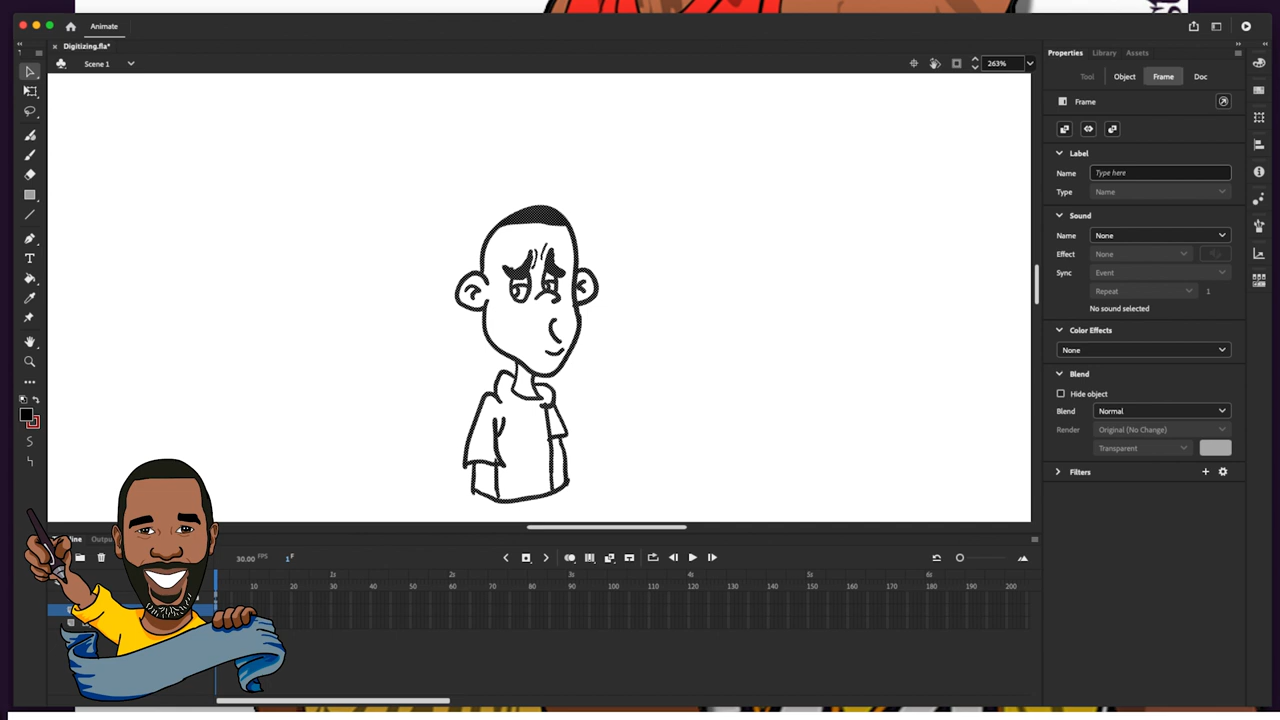 Animate
Digitizing.fla*
Scene 1
263%
Properties
Library
Assets
Tool
Object
Frame
Doc
Frame
Label
Name
Type here
Type
Name
Sound
Name
None
Effect
None
Sync
Event
Repeat
1
No sound selected
Color Effects
None
Blend
Hide object
Blend
Normal
Render
Original (No Change)
Transparent
Filters
30.00 FPS
1 F
1s
2s
3s
4s
5s
6s
10
20
30
40
50
60
70
80
90
100
110
120
130
140
150
160
170
180
190
200